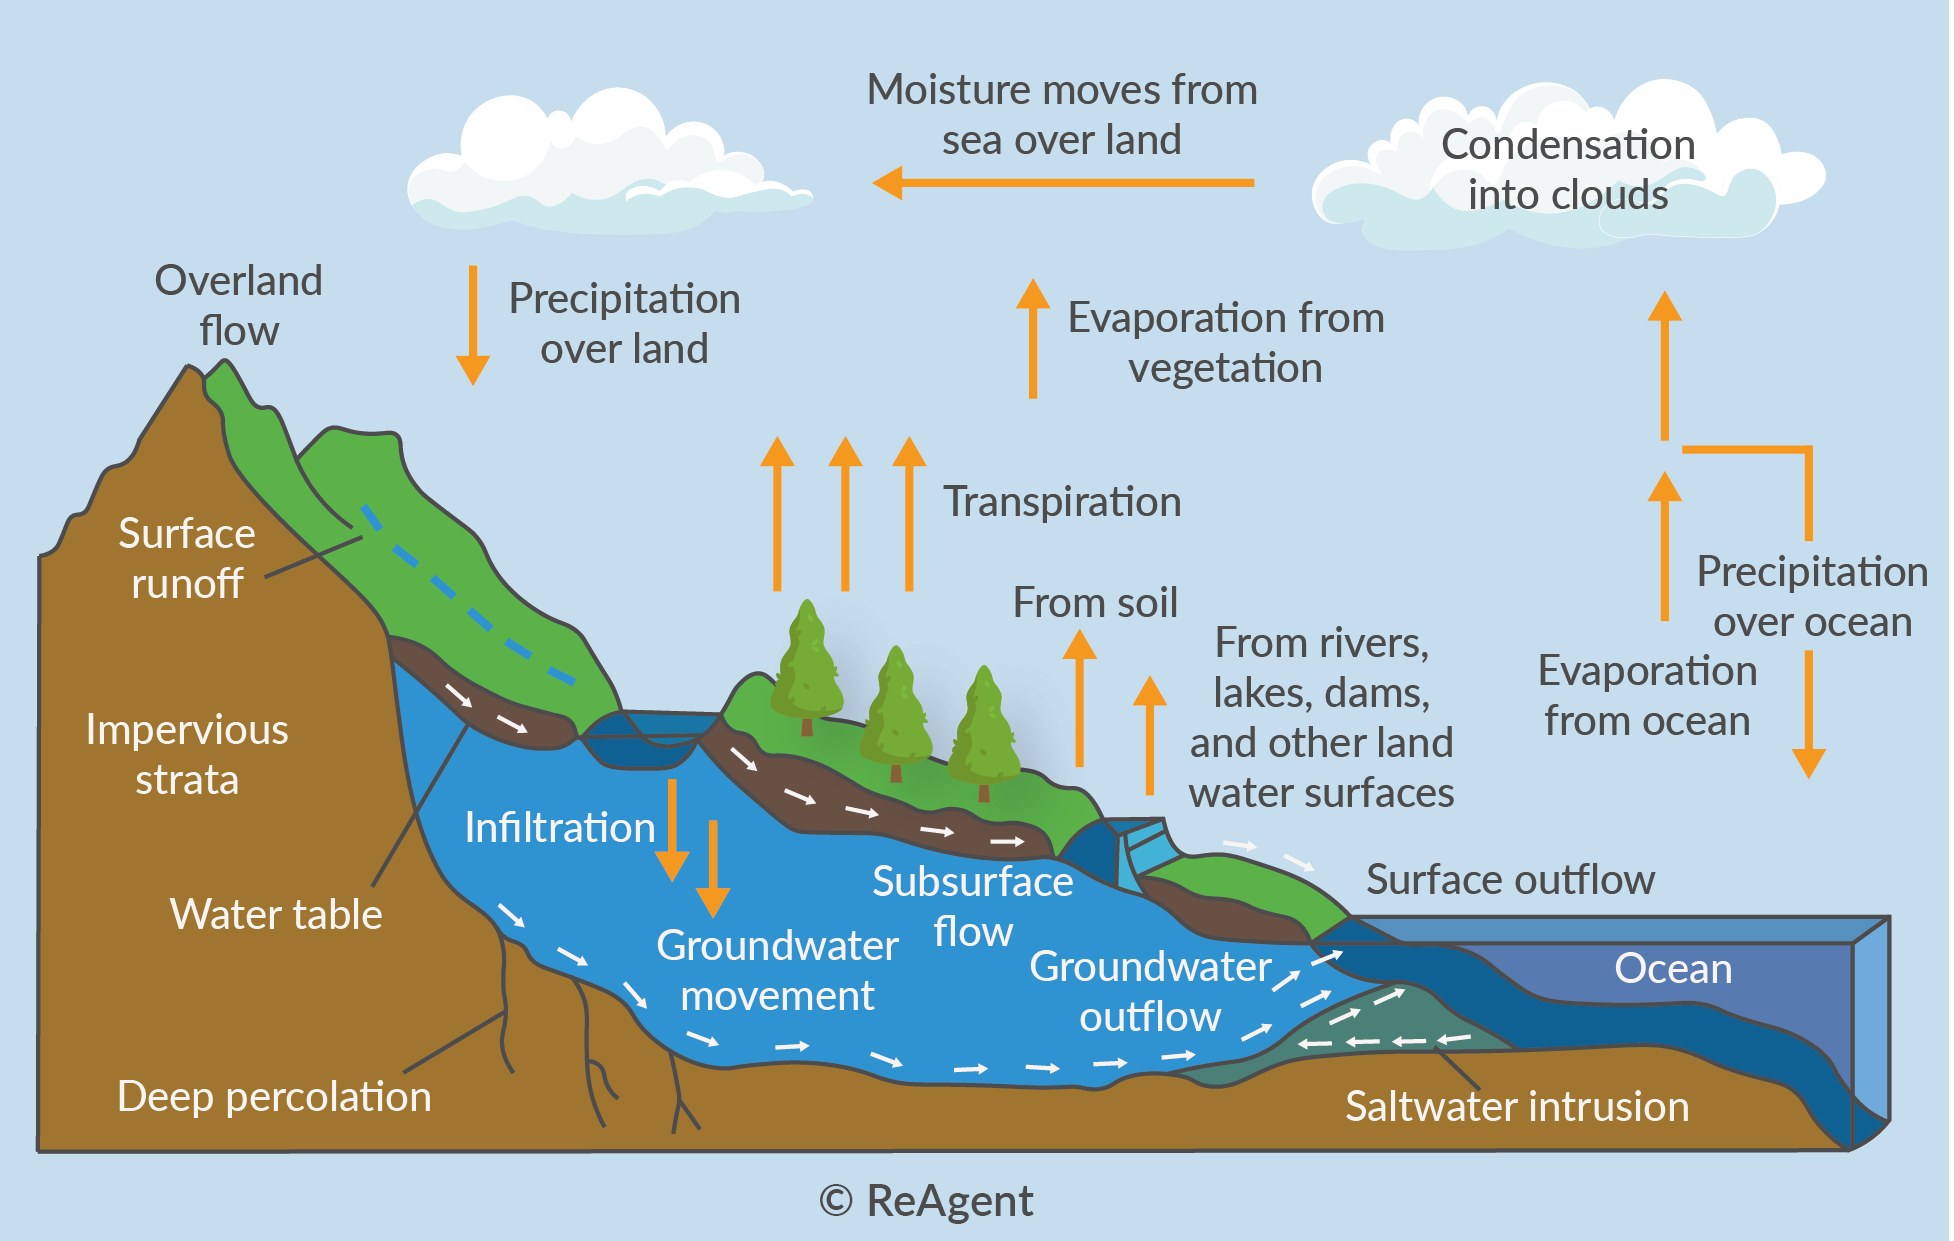 Moisture moves from
sea over land
Condensation
into clouds
Overland
flow
Precipitation
over land
Evaporation from
vegetation
Transpiration
Surface
runoff
From soil
From rivers,
lakes, dams,
and other land
water surfaces
Precipitation
over ocean
Evaporation
from ocean
Impervious
strata
Infiltration
Water table
Subsurface
flow
Surface outflow
Groundwater
movement
Groundwater
outflow
Ocean
Deep percolation
Saltwater intrusion
© ReAgent